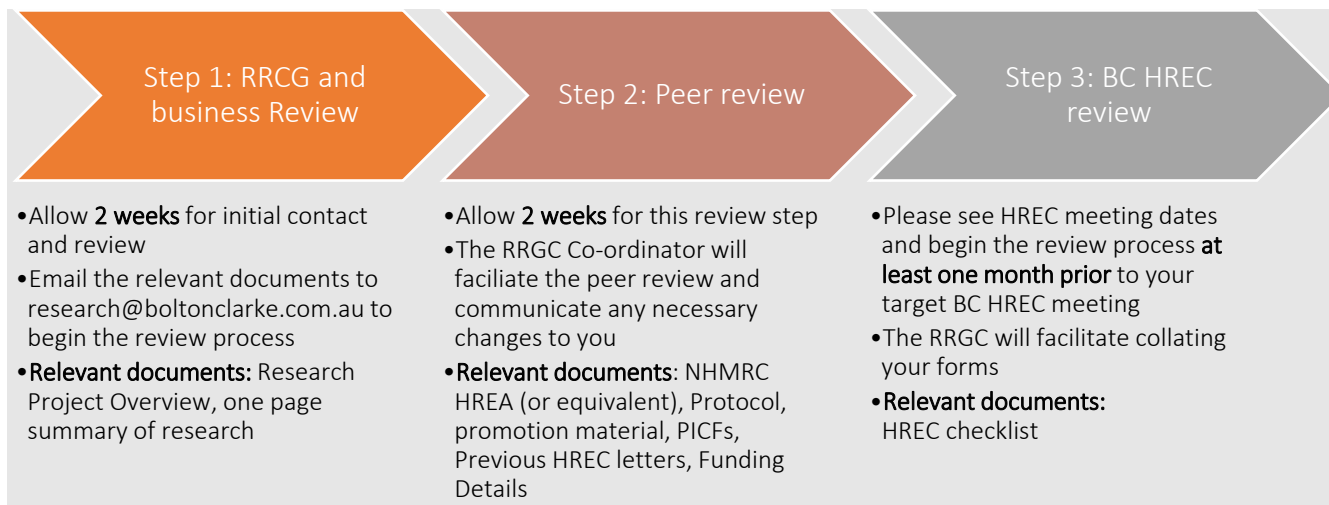 Step 1: RRCG and
business Review
•Allow 2 weeks for initial contact
and review
•Email the relevant documents to
research@boltonclarke.com.au to
begin the review process
•Relevant documents: Research
Project Overview, one page
summary of research
Step 2: Peer review
•Allow 2 weeks for this review step
•The RRGC Co-ordinator will
faciliate the peer review and
communicate any necessary
changes to you
•Relevant documents: NHMRC
HREA (or equivalent), Protocol,
promotion material, PICFs,
Previous HREC letters, Funding
Details
Step 3: BC HREC
review
•Please see HREC meeting dates
and begin the review process at
least one month prior to your
target BC HREC meeting
•The RRGC will facilitate collating
your forms
•Relevant documents:
HREC checklist